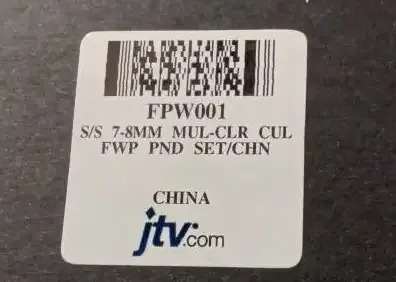 FPW001
S/S 7-8MM MUL-CLR CUL
FWP PND SET/CHN
CHINA
jtv.com